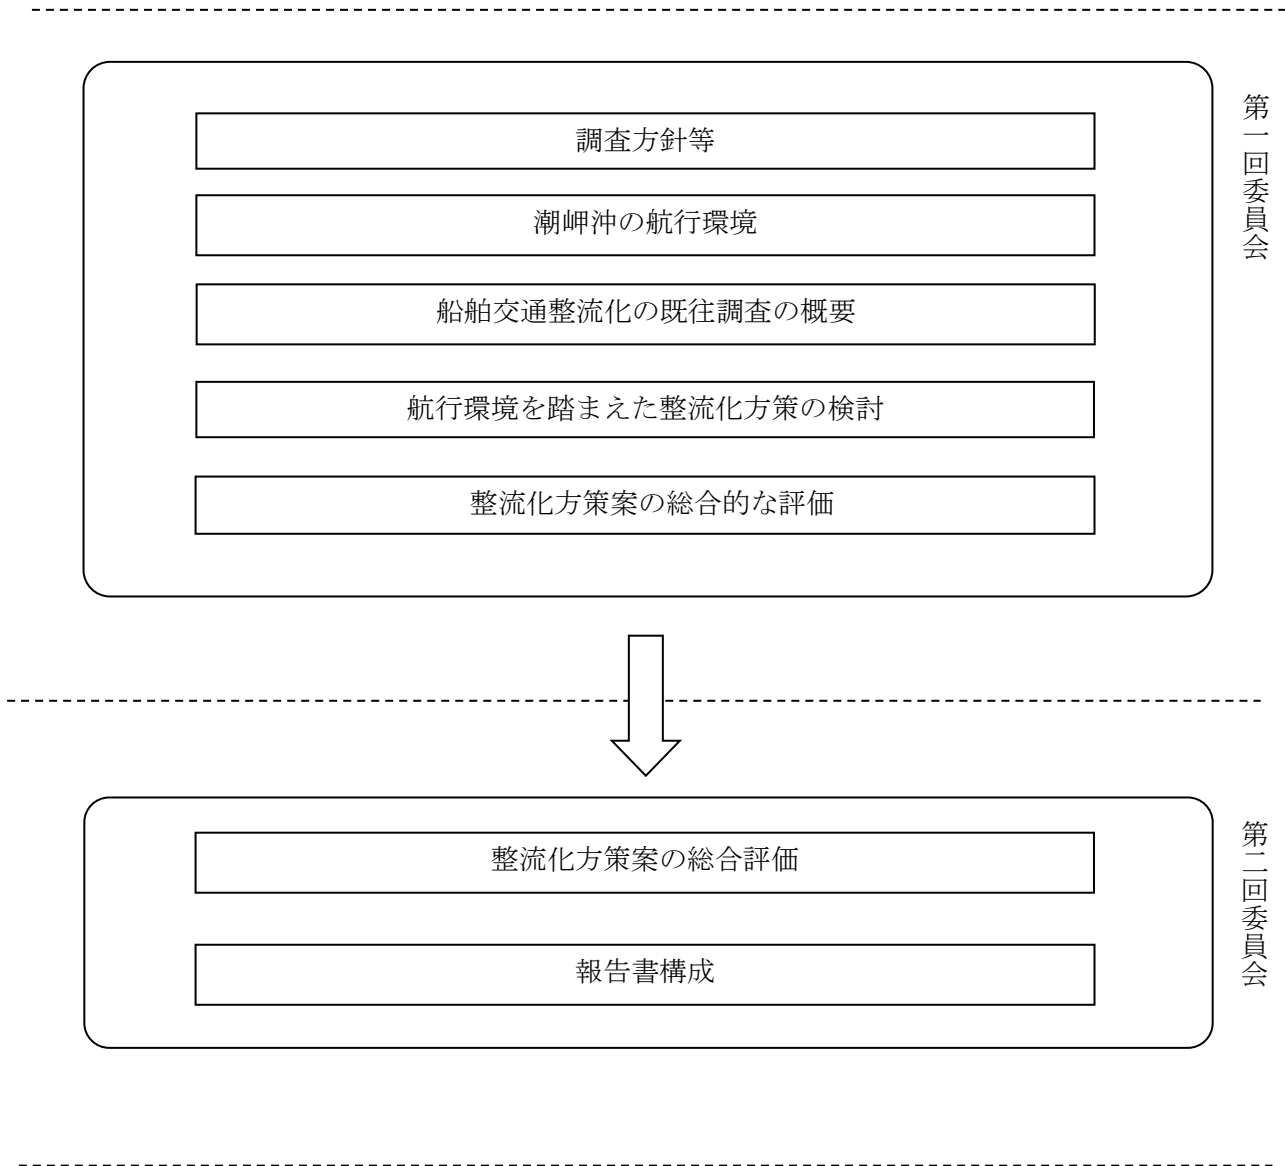 第一回委員会
調査方針等
潮岬沖の航行環境
船舶交通整流化の既往調査の概要
航行環境を踏まえた整流化方策の検討
整流化方策案の総合的な評価
第二回委員会
整流化方策案の総合評価
報告書構成